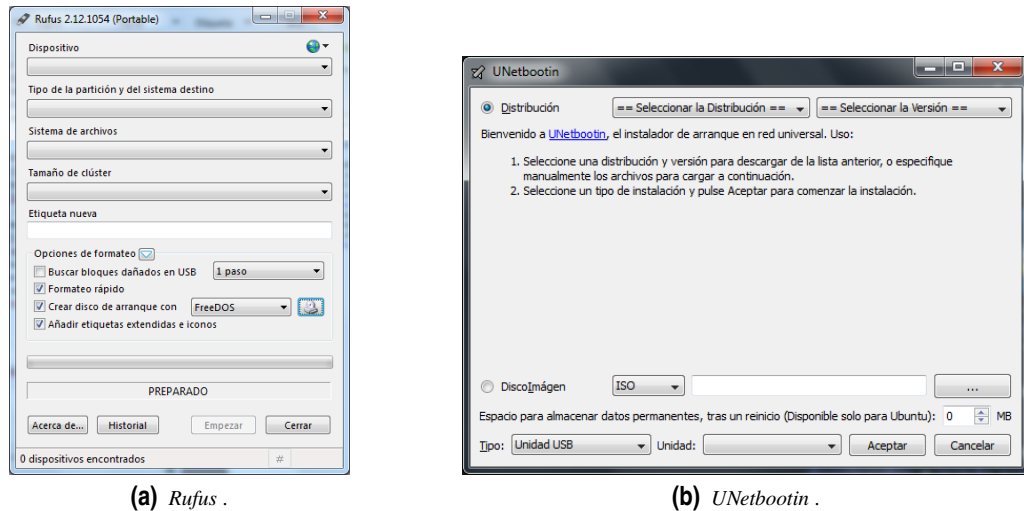 Rufus 2.12.1054 (Portable)
Dispositivo
Tipo de la partición y del sistema destino
Sistema de archivos
Tamaño de clúster
Etiqueta nueva
Opciones de formateo
Buscar bloques dañados en USB 1 paso
Formateo rápido
Crear disco de arranque con FreeDOS
Añadir etiquetas extendidas e iconos
PREPARADO
Acerca de... Historial Empezar Cerrar
0 dispositivos encontrados #
(a) Rufus .
UNetbootin
Distribución == Seleccionar la Distribución == == Seleccionar la Versión ==
Bienvenido a UNetbootin, el instalador de arranque en red universal. Uso:
1. Seleccione una distribución y versión para descargar de la lista anterior, o especifique
manualmente los archivos para cargar a continuación.
2. Seleccione un tipo de instalación y pulse Aceptar para comenzar la instalación.
DiscoImágen ISO ...
Espacio para almacenar datos permanentes, tras un reinicio (Disponible solo para Ubuntu): 0 MB
Tipo: Unidad USB Unidad: Aceptar Cancelar
(b) UNetbootin .